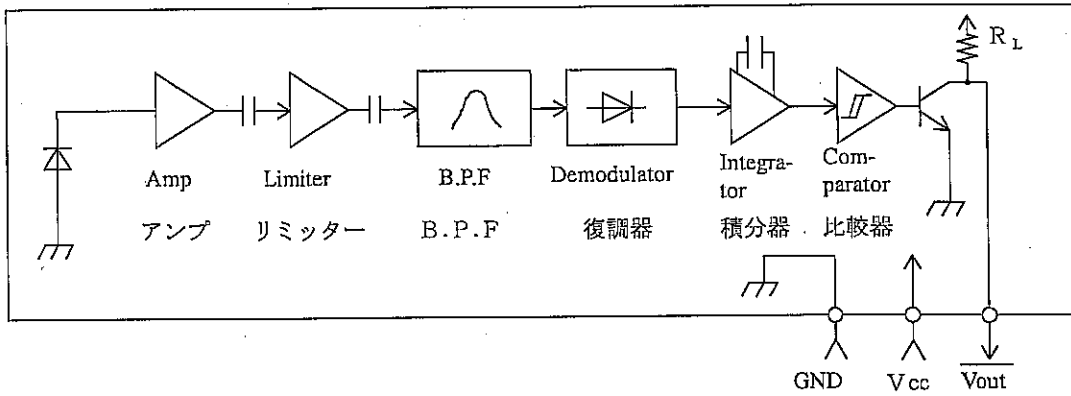 R L
Amp
Limiter
B.P.F
Demodulator
Integra-
tor
Com-
parator
アンプ
リミッター
B.P.F
復調器
積分器
比較器
GND
Vcc
Vout